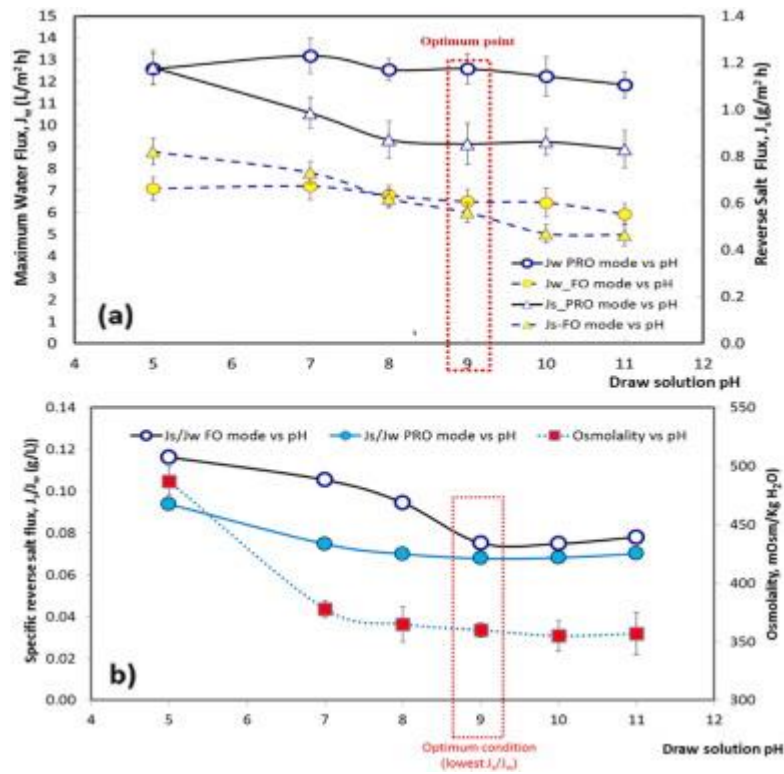 Maximum Water Flux, Jw (L/m² h)
15
14
13
12
11
10
9
8
7
6
5
4
3
2
1
0
Optimum point
1.4
1.2
1.0
0.8
0.6
0.4
0.2
0.0
Reverse Salt Flux, Js (g/m² h)
Jw PRO mode vs pH
Jw_FO mode vs pH
Js_PRO mode vs pH
Js-FO mode vs pH
(a)
4 5 6 7 8 9 10 11 12
Draw solution pH
Specific reverse salt flux, Js/Jw (g/L)
0.14
0.12
0.10
0.08
0.06
0.04
0.02
0.00
Js/Jw FO mode vs pH Js/Jw PRO mode vs pH Osmolality vs pH
550
500
450
400
350
300
Osmolality, mOsm/Kg H₂O
b)
4 5 6 7 8 9 10 11 12
Optimum condition
(lowest Js/Jw)
Draw solution pH